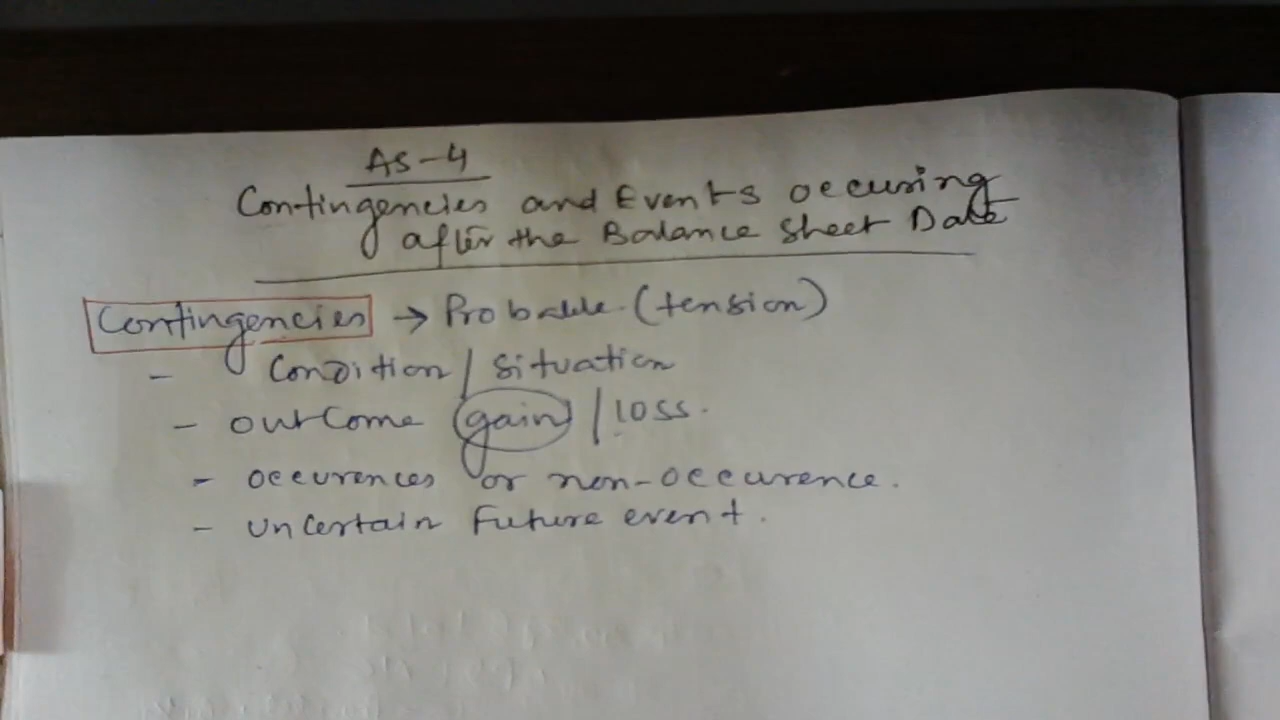 AS-4
Contingencies and Events occuring
after the Balance Sheet Date
Contingencies → Probable. (tension)
- Condition / Situation
- outcome gain / loss.
- occurences or non-occurence.
- uncertain Future event.